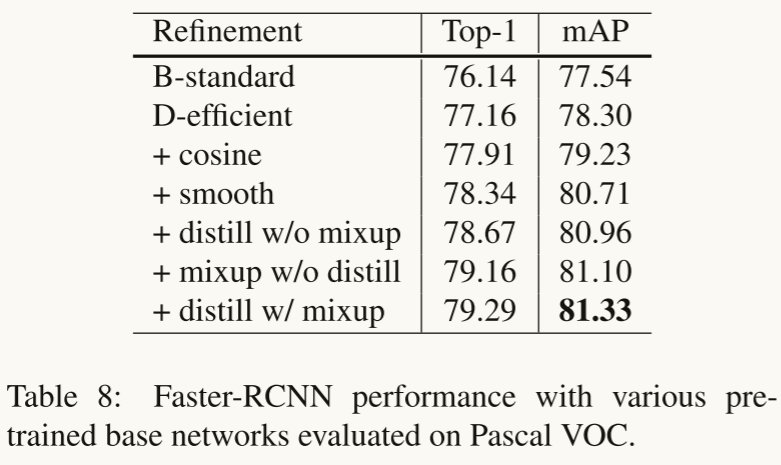 Refinement Top-1 mAP
B-standard 76.14 77.54
D-efficient 77.16 78.30
+ cosine 77.91 79.23
+ smooth 78.34 80.71
+ distill w/o mixup 78.67 80.96
+ mixup w/o distill 79.16 81.10
+ distill w/ mixup 79.29 81.33
Table 8: Faster-RCNN performance with various pre-
trained base networks evaluated on Pascal VOC.